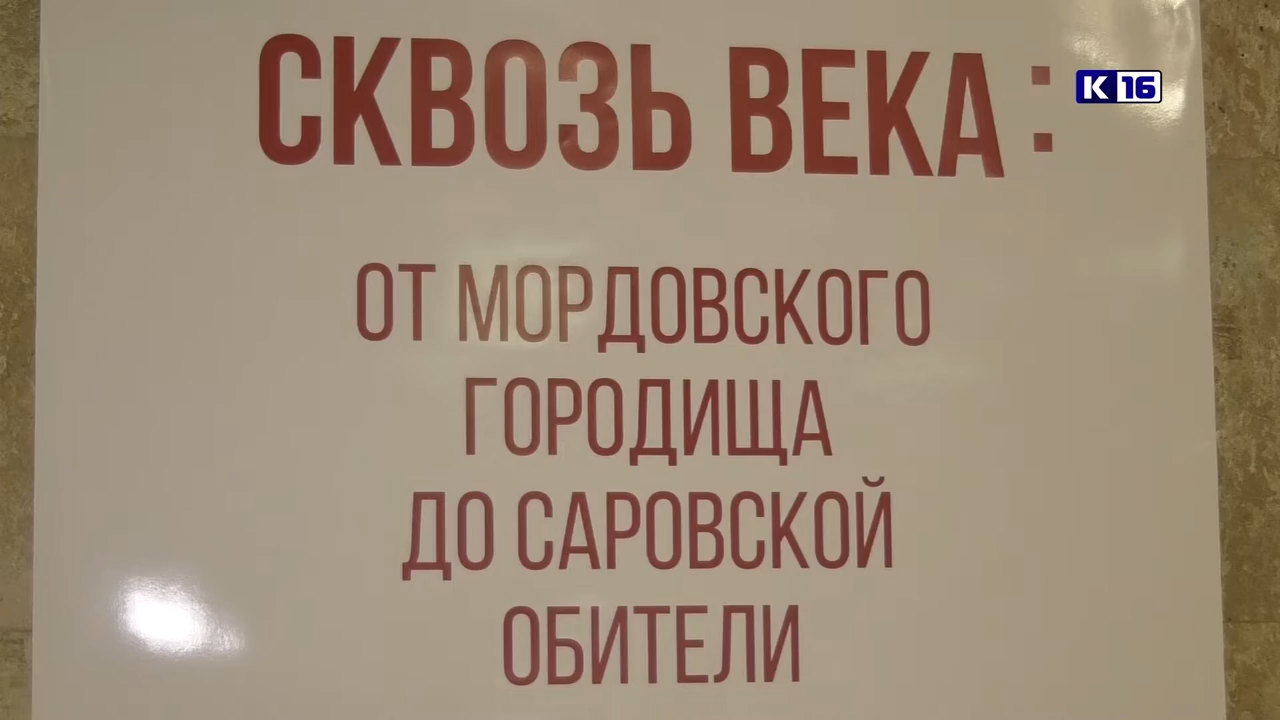 СКВОЗЬ ВЕКА :
К 16
ОТ МОРДОВСКОГО
ГОРОДИЩА
ДО САРОВСКОЙ
ОБИТЕЛИ